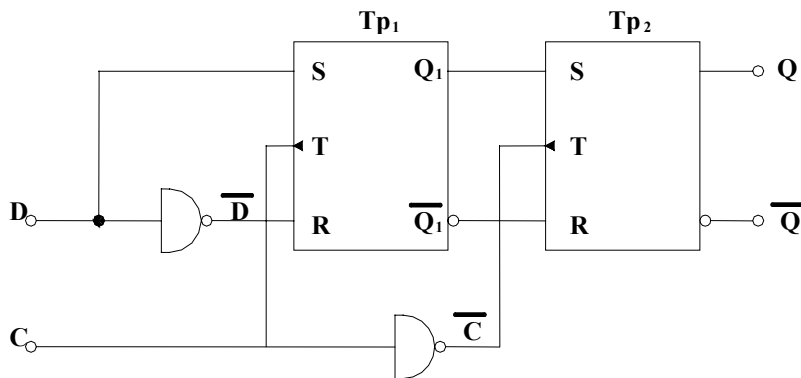 Tp₁ Tp₂
S Q₁ S Q
T T
D D̅ R Q̅₁ R Q̅
C C̅